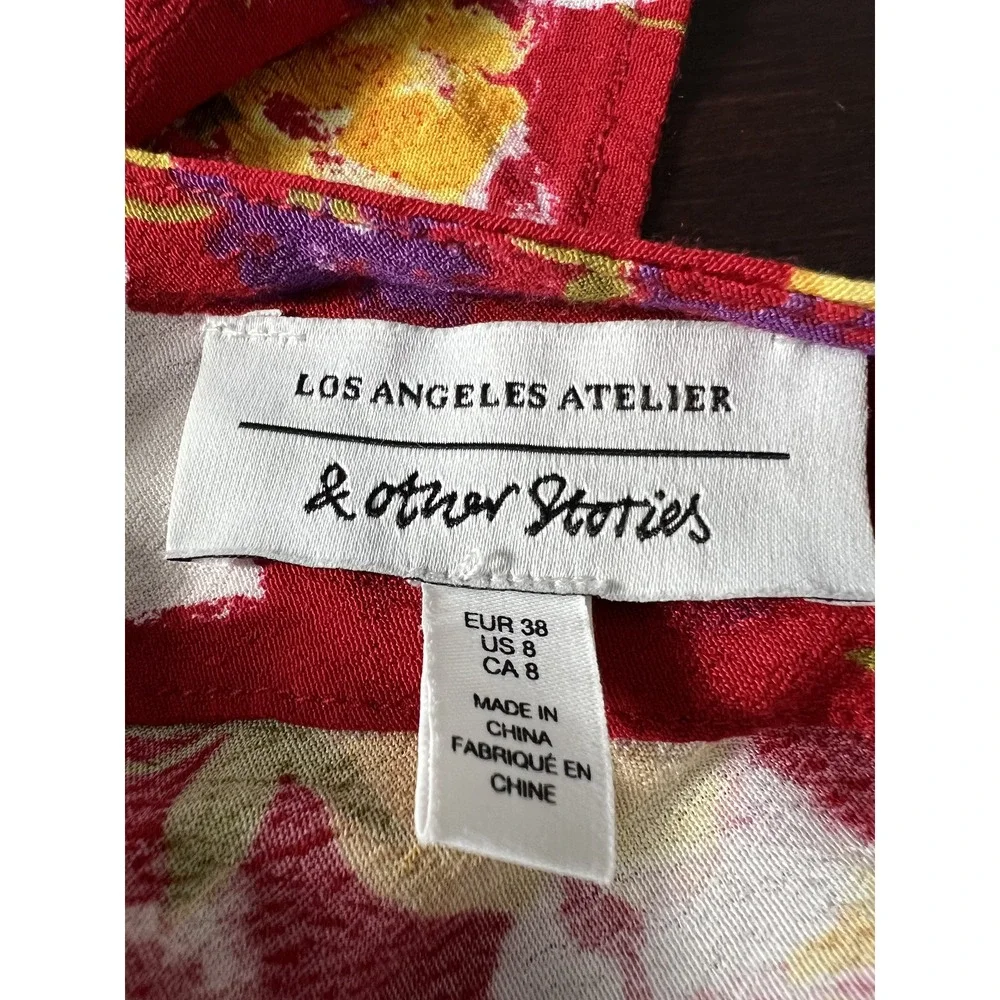 LOS ANGELES ATELIER
& other Stories
EUR 38
US 8
CA 8
MADE IN
CHINA
FABRIQUÉ EN
CHINE